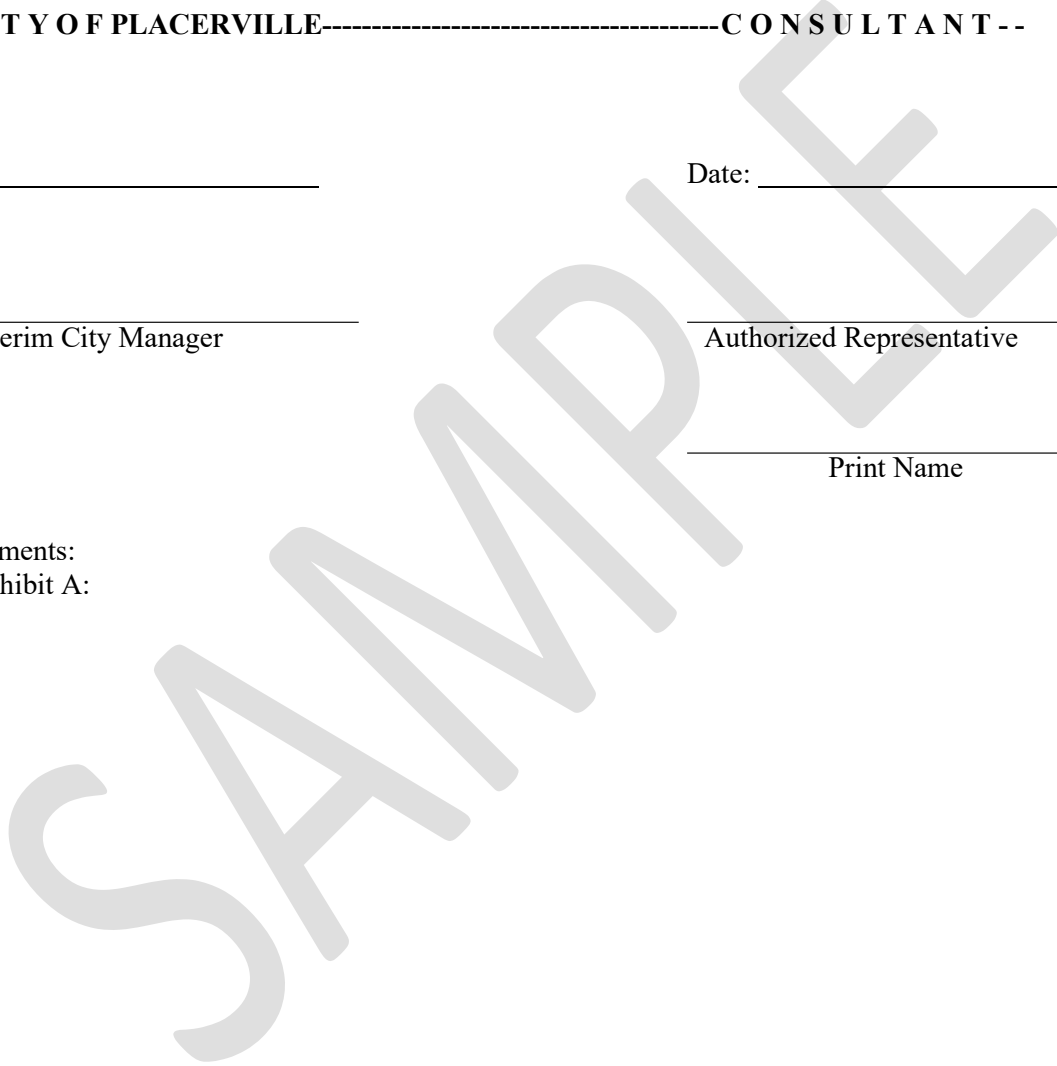 T Y O F PLACERVILLE---------------------------------------C O N S U L T A N T - -
Date:
erim City Manager
Authorized Representative
Print Name
ments:
hibit A:
SAMPLE